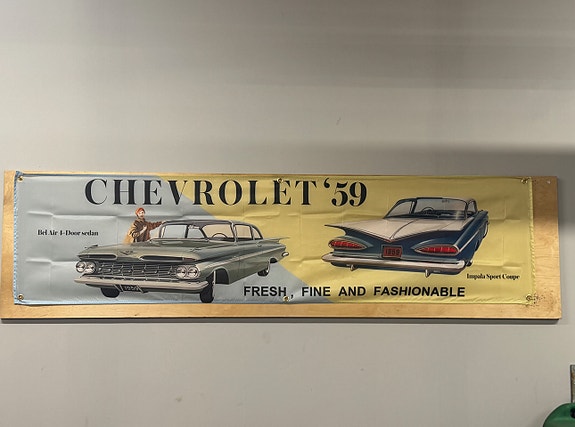 CHEVROLET '59
Bel Air 4-Door sedan
Impala Sport Coupe
FRESH, FINE AND FASHIONABLE